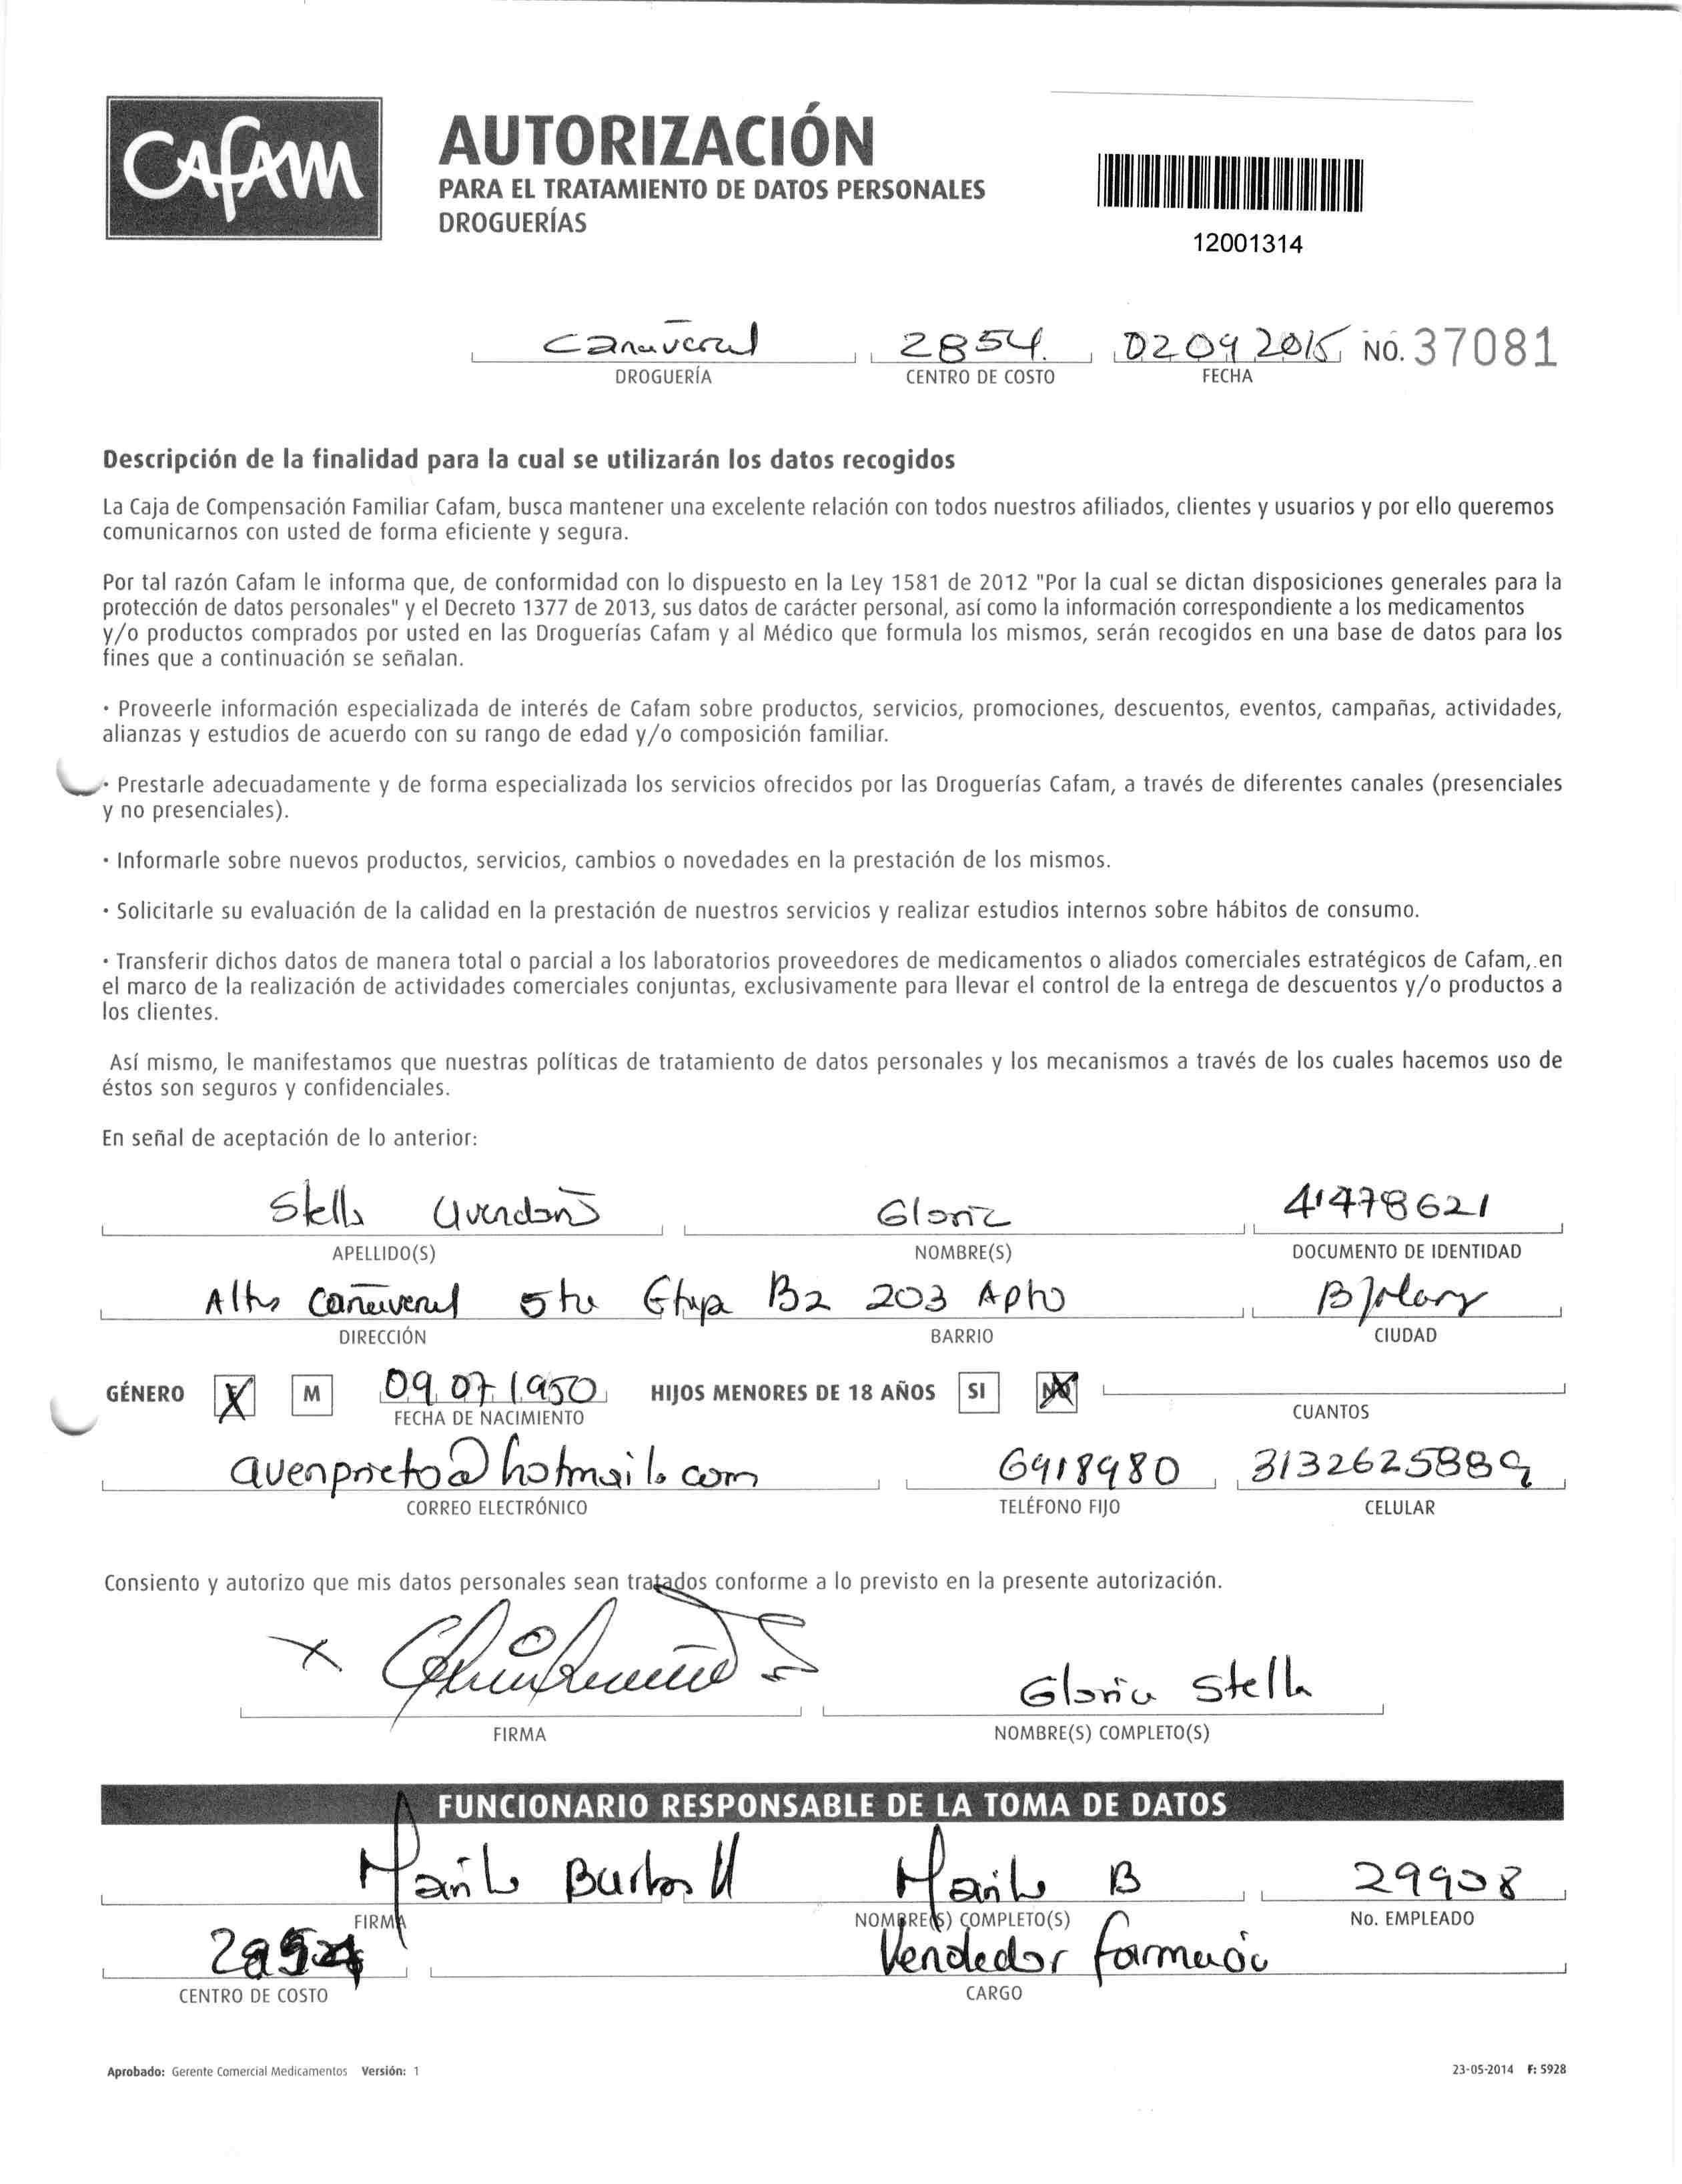 CAFAM
AUTORIZACIÓN
PARA EL TRATAMIENTO DE DATOS PERSONALES
DROGUERÍAS
12001314
Cañaveral 2854. 02 09 2015 NO. 37081
DROGUERÍA CENTRO DE COSTO FECHA
Descripción de la finalidad para la cual se utilizarán los datos recogidos
La Caja de Compensación Familiar Cafam, busca mantener una excelente relación con todos nuestros afiliados, clientes y usuarios y por ello queremos
comunicarnos con usted de forma eficiente y segura.
Por tal razón Cafam le informa que, de conformidad con lo dispuesto en la Ley 1581 de 2012 "Por la cual se dictan disposiciones generales para la
protección de datos personales" y el Decreto 1377 de 2013, sus datos de carácter personal, así como la información correspondiente a los medicamentos
y/o productos comprados por usted en las Droguerías Cafam y al Médico que formula los mismos, serán recogidos en una base de datos para los
fines que a continuación se señalan.
· Proveerle información especializada de interés de Cafam sobre productos, servicios, promociones, descuentos, eventos, campañas, actividades,
alianzas y estudios de acuerdo con su rango de edad y/o composición familiar.
· Prestarle adecuadamente y de forma especializada los servicios ofrecidos por las Droguerías Cafam, a través de diferentes canales (presenciales
y no presenciales).
· Informarle sobre nuevos productos, servicios, cambios o novedades en la prestación de los mismos.
· Solicitarle su evaluación de la calidad en la prestación de nuestros servicios y realizar estudios internos sobre hábitos de consumo.
· Transferir dichos datos de manera total o parcial a los laboratorios proveedores de medicamentos o aliados comerciales estratégicos de Cafam, en
el marco de la realización de actividades comerciales conjuntas, exclusivamente para llevar el control de la entrega de descuentos y/o productos a
los clientes.
Así mismo, le manifestamos que nuestras políticas de tratamiento de datos personales y los mecanismos a través de los cuales hacemos uso de
éstos son seguros y confidenciales.
En señal de aceptación de lo anterior:
Stella Avendaño Gloria 41478621
APELLIDO(S) NOMBRE(S) DOCUMENTO DE IDENTIDAD
Altos Cañaveral 5ta Etapa B2 203 Apto
DIRECCIÓN BARRIO CIUDAD
GÉNERO X M 09 07 1950 HIJOS MENORES DE 18 AÑOS SI NO
FECHA DE NACIMIENTO CUANTOS
avenprieto@hotmail.com 6918980 3132625889
CORREO ELECTRÓNICO TELÉFONO FIJO CELULAR
Consiento y autorizo que mis datos personales sean tratados conforme a lo previsto en la presente autorización.
X Gloria Stella
FIRMA NOMBRE(S) COMPLETO(S)
FUNCIONARIO RESPONSABLE DE LA TOMA DE DATOS
B 29908
FIRMA NOMBRE(S) COMPLETO(S) No. EMPLEADO
Vendedor farmacia
CENTRO DE COSTO CARGO
Aprobado: Gerente Comercial Medicamentos Versión: 1 23-05-2014 F: 5928